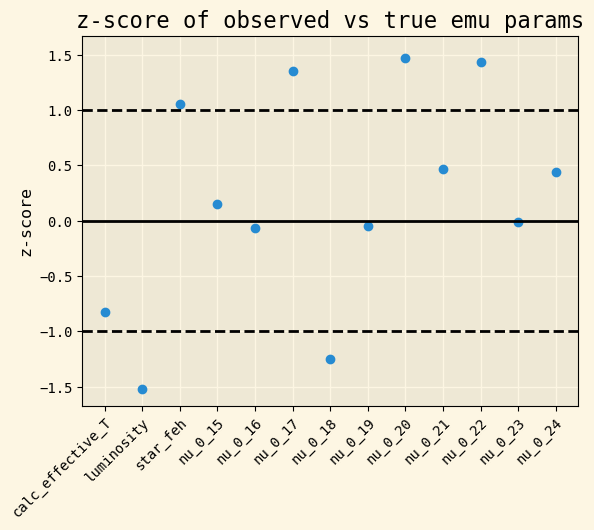 z-score of observed vs true emu params
z-score
1.5
1.0
0.5
0.0
−0.5
−1.0
−1.5
calc_effective_T
luminosity
star_feh
nu_0_15
nu_0_16
nu_0_17
nu_0_18
nu_0_19
nu_0_20
nu_0_21
nu_0_22
nu_0_23
nu_0_24